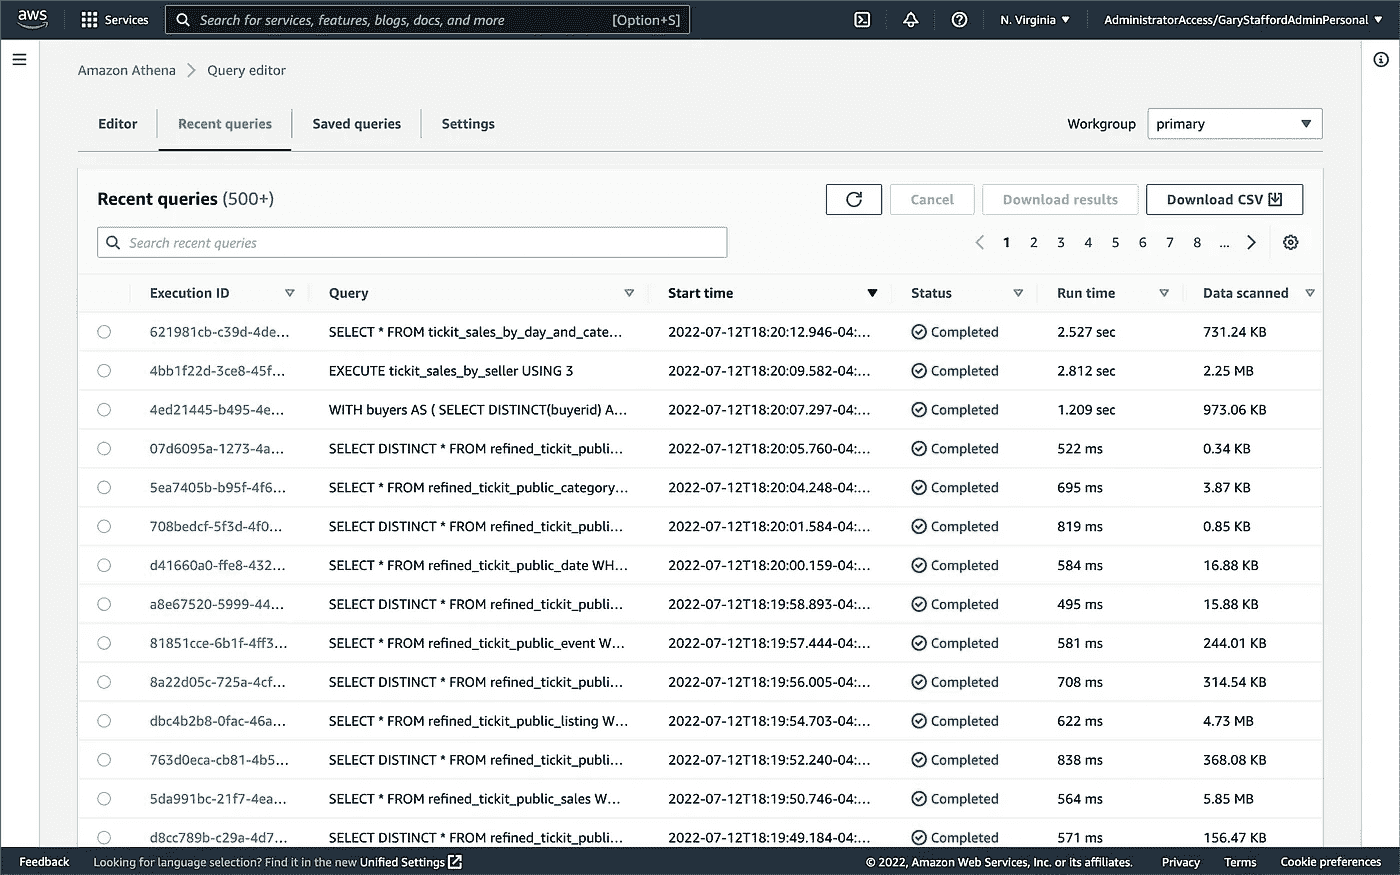 aws Services Search for services, features, blogs, docs, and more [Option+S] N. Virginia AdministratorAccess/GaryStaffordAdminPersonal
Amazon Athena Query editor
Editor Recent queries Saved queries Settings Workgroup primary
Recent queries (500+) Cancel Download results Download CSV
Search recent queries 1 2 3 4 5 6 7 8 ...
Execution ID Query Start time Status Run time Data scanned
621981cb-c39d-4de... SELECT * FROM tickit_sales_by_day_and_cate... 2022-07-12T18:20:12.946-04:... Completed 2.527 sec 731.24 KB
4bb1f22d-3ce8-45f... EXECUTE tickit_sales_by_seller USING 3 2022-07-12T18:20:09.582-04:... Completed 2.812 sec 2.25 MB
4ed21445-b495-4e... WITH buyers AS ( SELECT DISTINCT(buyerid) A... 2022-07-12T18:20:07.297-04:... Completed 1.209 sec 973.06 KB
07d6095a-1273-4a... SELECT DISTINCT * FROM refined_tickit_publi... 2022-07-12T18:20:05.760-04:... Completed 522 ms 0.34 KB
5ea7405b-b95f-4f6... SELECT * FROM refined_tickit_public_category... 2022-07-12T18:20:04.248-04:... Completed 695 ms 3.87 KB
708bedcf-5f3d-4f0... SELECT DISTINCT * FROM refined_tickit_publi... 2022-07-12T18:20:01.584-04:... Completed 819 ms 0.85 KB
d41660a0-ffe8-432... SELECT * FROM refined_tickit_public_date WH... 2022-07-12T18:20:00.159-04:... Completed 584 ms 16.88 KB
a8e67520-5999-44... SELECT DISTINCT * FROM refined_tickit_publi... 2022-07-12T18:19:58.893-04:... Completed 495 ms 15.88 KB
81851cce-6b1f-4ff3... SELECT * FROM refined_tickit_public_event W... 2022-07-12T18:19:57.444-04:... Completed 581 ms 244.01 KB
8a22d05c-725a-4cf... SELECT DISTINCT * FROM refined_tickit_publi... 2022-07-12T18:19:56.005-04:... Completed 708 ms 314.54 KB
dbc4b2b8-0fac-46a... SELECT * FROM refined_tickit_public_listing W... 2022-07-12T18:19:54.703-04:... Completed 622 ms 4.73 MB
763d0eca-cb81-4b5... SELECT DISTINCT * FROM refined_tickit_publi... 2022-07-12T18:19:52.240-04:... Completed 838 ms 368.08 KB
5da991bc-21f7-4ea... SELECT * FROM refined_tickit_public_sales W... 2022-07-12T18:19:50.746-04:... Completed 564 ms 5.85 MB
d8cc789b-c29a-4d7... SELECT DISTINCT * FROM refined_tickit_publi... 2022-07-12T18:19:49.184-04:... Completed 571 ms 156.47 KB
Feedback Looking for language selection? Find it in the new Unified Settings © 2022, Amazon Web Services, Inc. or its affiliates. Privacy Terms Cookie preferences